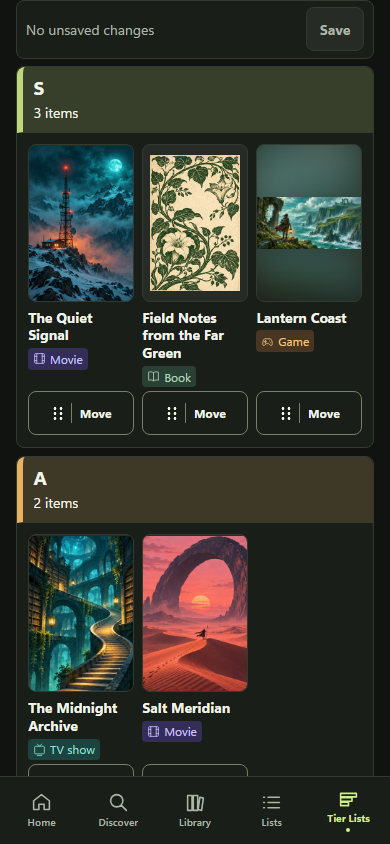 No unsaved changes
Save
S
3 items
The Quiet
Signal
Movie
Field Notes
from the Far
Green
Book
Lantern Coast
Game
Move
Move
Move
A
2 items
The Midnight
Archive
TV show
Salt Meridian
Movie
Home
Discover
Library
Lists
Tier Lists